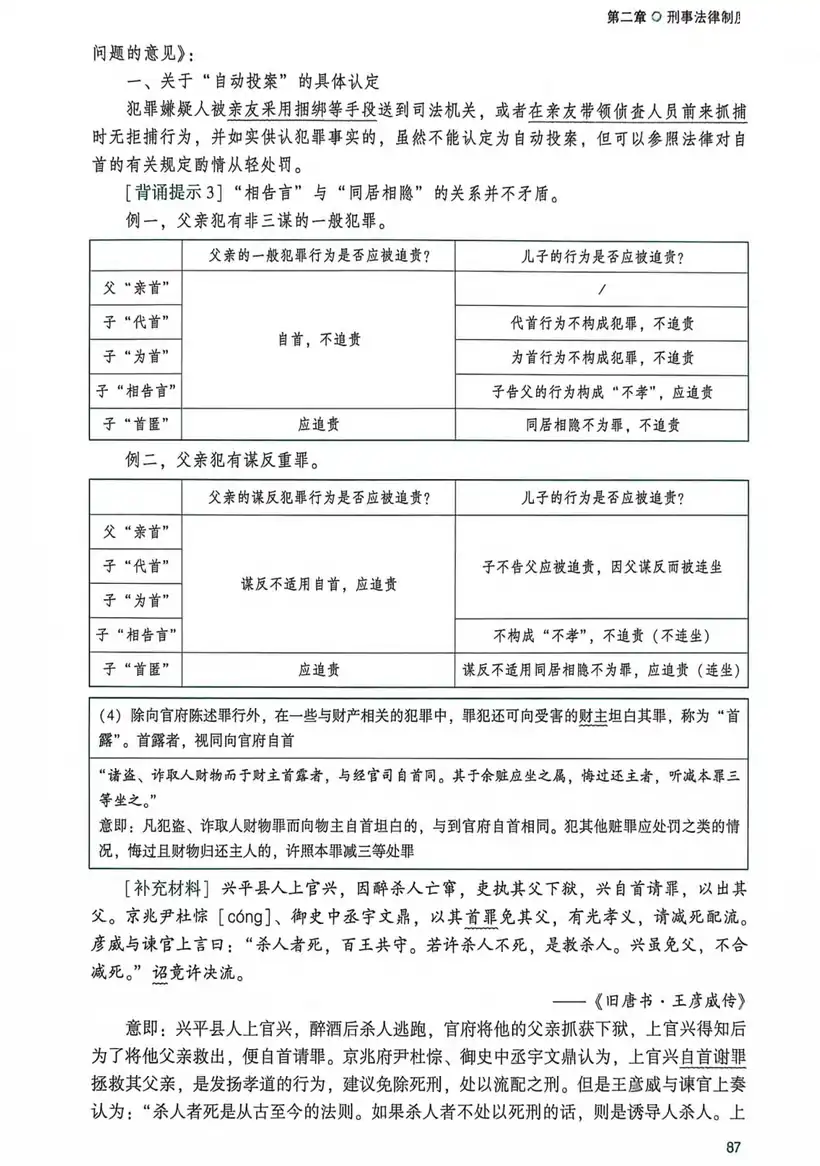 第二章 刑事法律制度
问题的意见》：
一、关于“自动投案”的具体认定
犯罪嫌疑人被亲友采用捆绑等手段送到司法机关，或者在亲友带领侦查人员前来抓捕
时无拒捕行为，并如实供认犯罪事实的，虽然不能认定为自动投案，但可以参照法律对自
首的有关规定酌情从轻处罚。
[背诵提示3]“相告言”与“同居相隐”的关系并不矛盾。
例一，父亲犯有非三谋的一般犯罪。
父亲的一般犯罪行为是否应被追责？ 儿子的行为是否应被追责？
父“亲首” 自首，不追责 /
子“代首” 代首行为不构成犯罪，不追责
子“为首” 为首行为不构成犯罪，不追责
子“相告言” 子告父的行为构成“不孝”，应追责
子“首匿” 应追责 同居相隐不为罪，不追责
例二，父亲犯有谋反重罪。
父亲的谋反犯罪行为是否应被追责？ 儿子的行为是否应被追责？
父“亲首” 谋反不适用自首，应追责 子不告父应被追责，因父谋反而被连坐
子“代首”
子“为首”
子“相告言” 不构成“不孝”，不追责（不连坐）
子“首匿” 应追责 谋反不适用同居相隐不为罪，应追责（连坐）
（4）除向官府陈述罪行外，在一些与财产相关的犯罪中，罪犯还可向受害的财主坦白其罪，称为“首
露”。首露者，视同向官府自首
“诸盗、诈取人财物而于财主首露者，与经官司自首同。其于余赃应坐之属，悔过还主者，听减本罪三
等坐之。”
意即：凡犯盗、诈取人财物罪而向物主自首坦白的，与到官府自首相同。犯其他赃罪应处罚之类的情
况，悔过且财物归还主人的，许照本罪减三等处罪
[补充材料] 兴平县人上官兴，因醉杀人亡窜，吏执其父下狱，兴自首请罪，以出其
父。京兆尹杜悰［cóng］、御史中丞宇文鼎，以其首罪免其父，有光孝义，请减死配流。
彦威与谏官上言曰：“杀人者死，百王共守。若许杀人不死，是教杀人。兴虽免父，不合
减死。”诏竟许决流。
——《旧唐书·王彦威传》
意即：兴平县人上官兴，醉酒后杀人逃跑，官府将他的父亲抓获下狱，上官兴得知后
为了将他父亲救出，便自首请罪。京兆府尹杜悰、御史中丞宇文鼎认为，上官兴自首谢罪
拯救其父亲，是发扬孝道的行为，建议免除死刑，处以流配之刑。但是王彦威与谏官上奏
认为：“杀人者死是从古至今的法则。如果杀人者不处以死刑的话，则是诱导人杀人。上
87